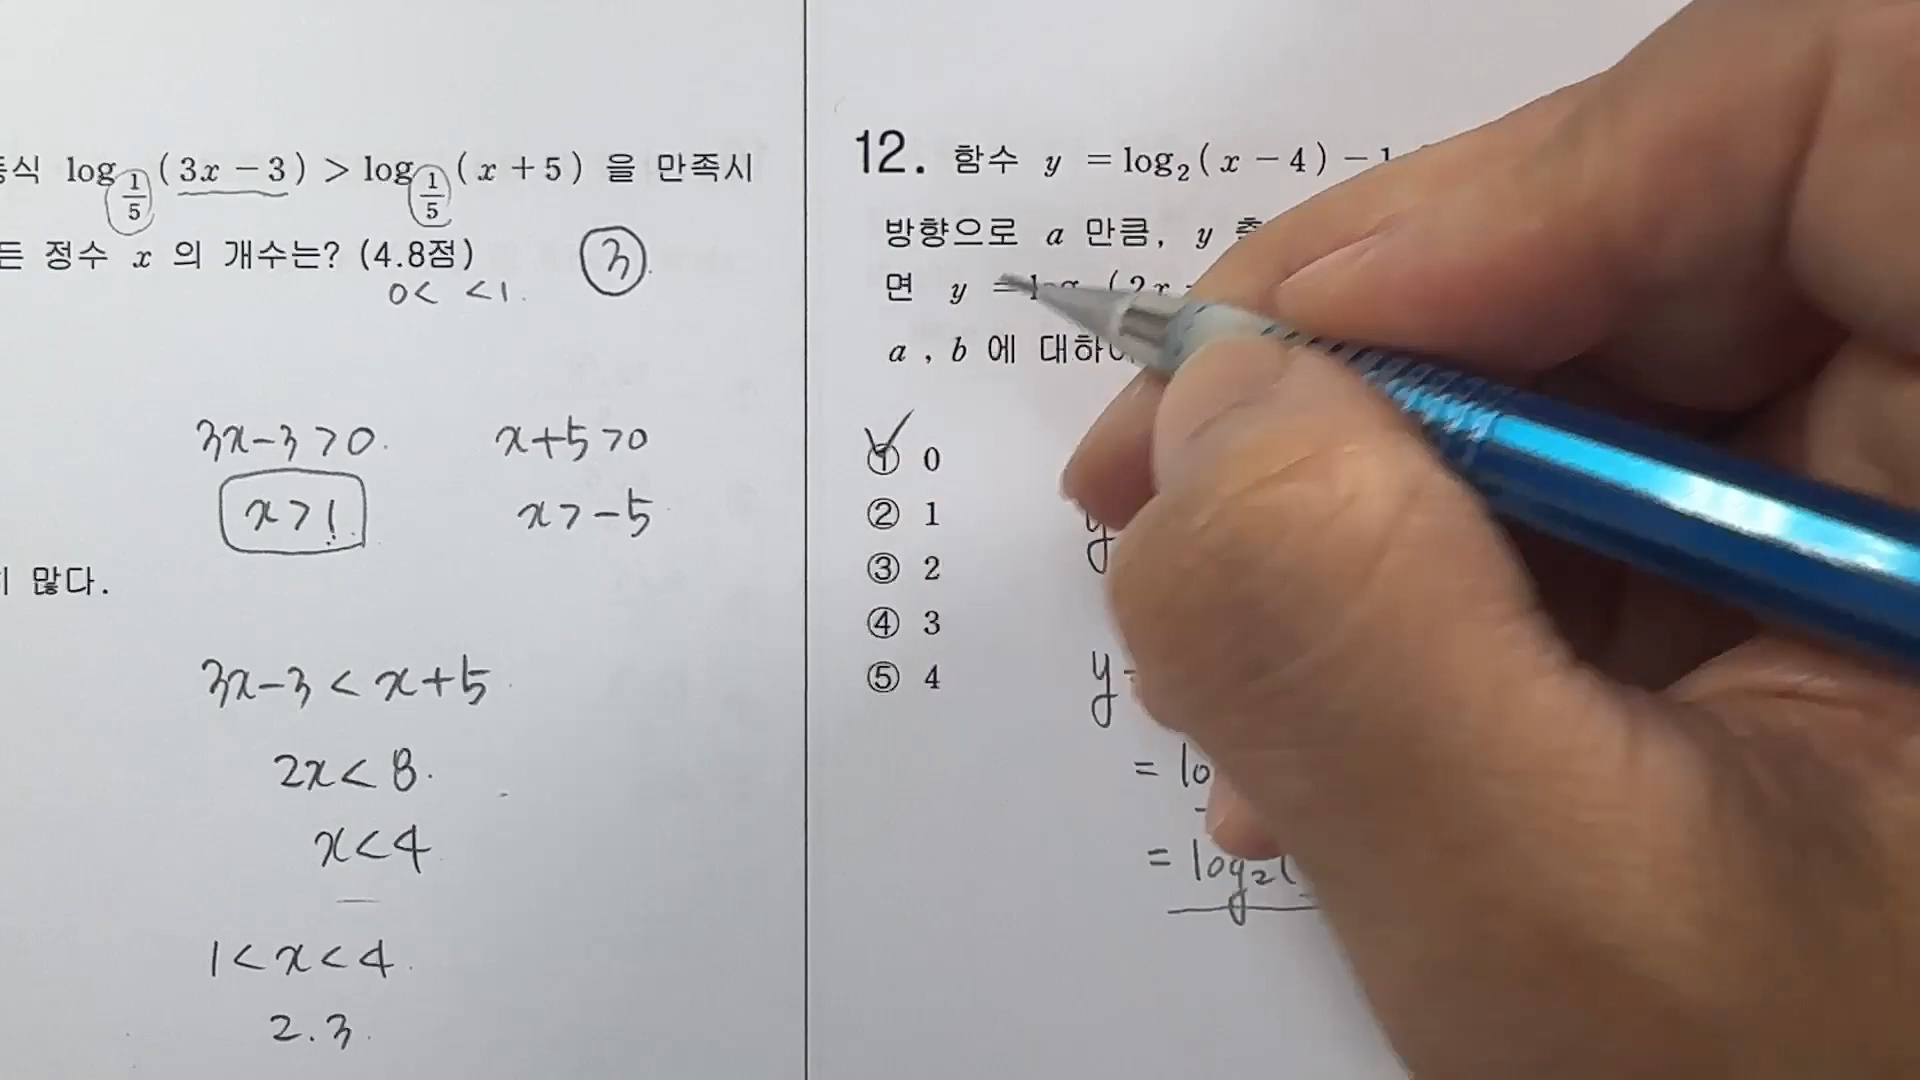 등식 log_{1/5}(3x-3) > log_{1/5}(x+5) 을 만족시
든 정수 x 의 개수는? (4.8점)
0< <1.
③
3x-3>0. x+5>0
x>1 x>-5
많다.
3x-3<x+5
2x<8.
x<4
1<x<4.
2.3.
12. 함수 y = log₂(x-4)-1
방향으로 a 만큼, y
면 y = (2x
a, b 에 대하여
① 0
② 1
③ 2
④ 3
⑤ 4
y
y
= lo
= log₂(